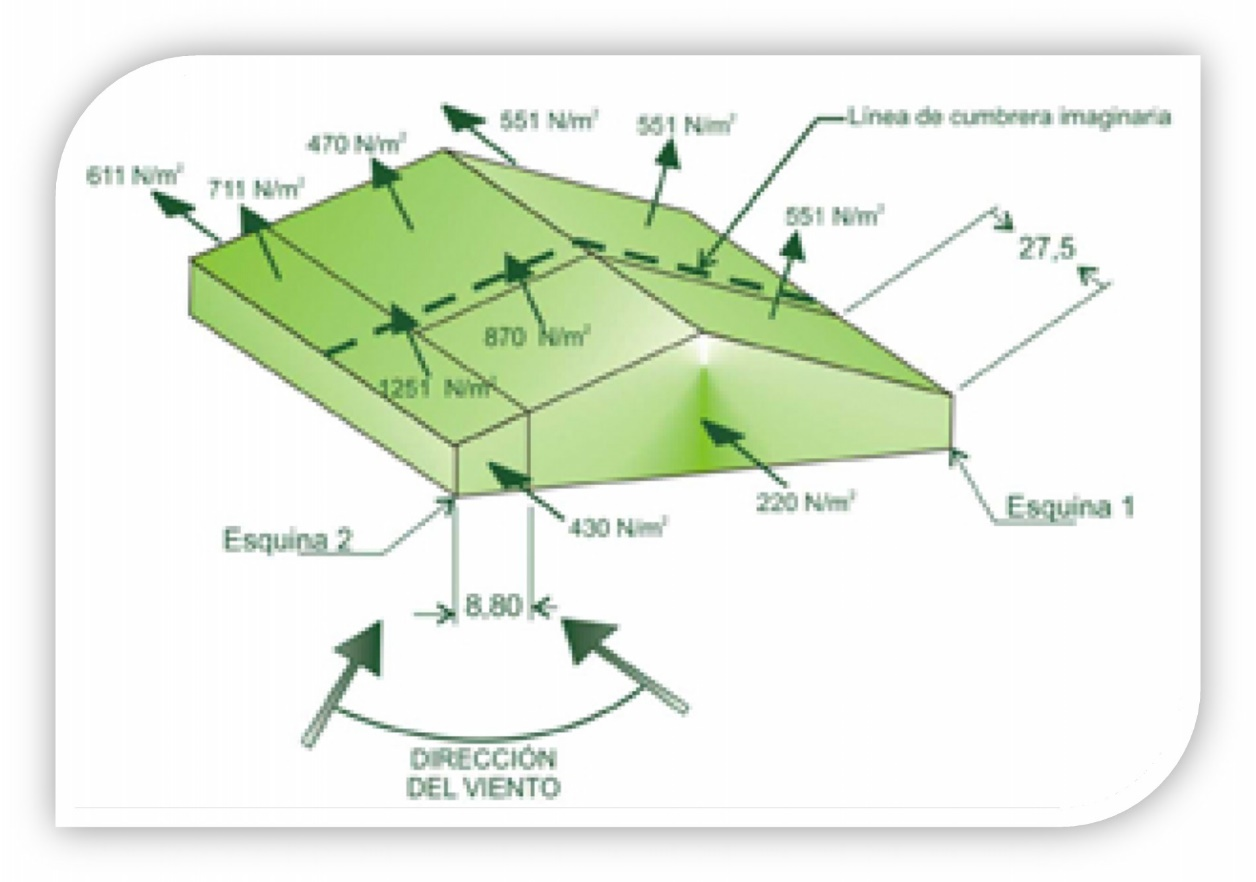 551 N/m²
551 N/m²
Línea de cumbrera imaginaria
470 N/m²
611 N/m²
711 N/m²
551 N/m²
27,5
870 N/m²
1251 N/m²
220 N/m²
Esquina 1
430 N/m²
Esquina 2
8,80
DIRECCIÓN
DEL VIENTO